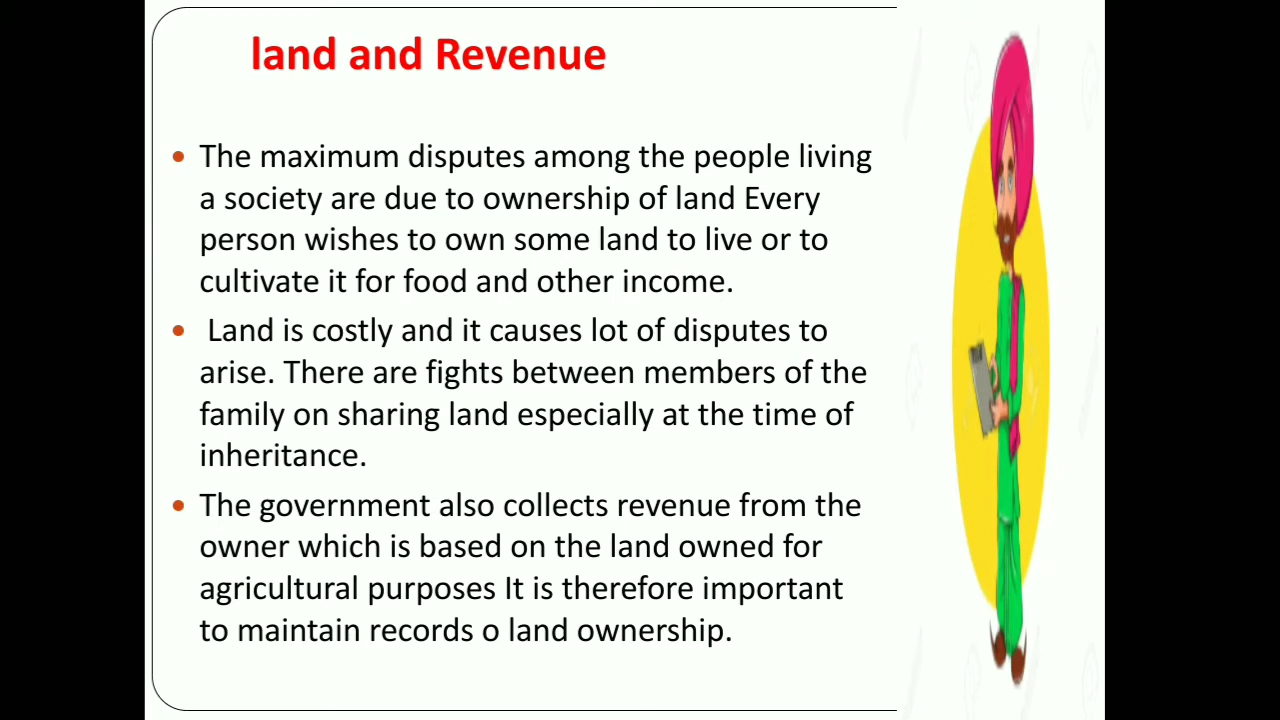 land and Revenue
• The maximum disputes among the people living
a society are due to ownership of land Every
person wishes to own some land to live or to
cultivate it for food and other income.
• Land is costly and it causes lot of disputes to
arise. There are fights between members of the
family on sharing land especially at the time of
inheritance.
• The government also collects revenue from the
owner which is based on the land owned for
agricultural purposes It is therefore important
to maintain records o land ownership.